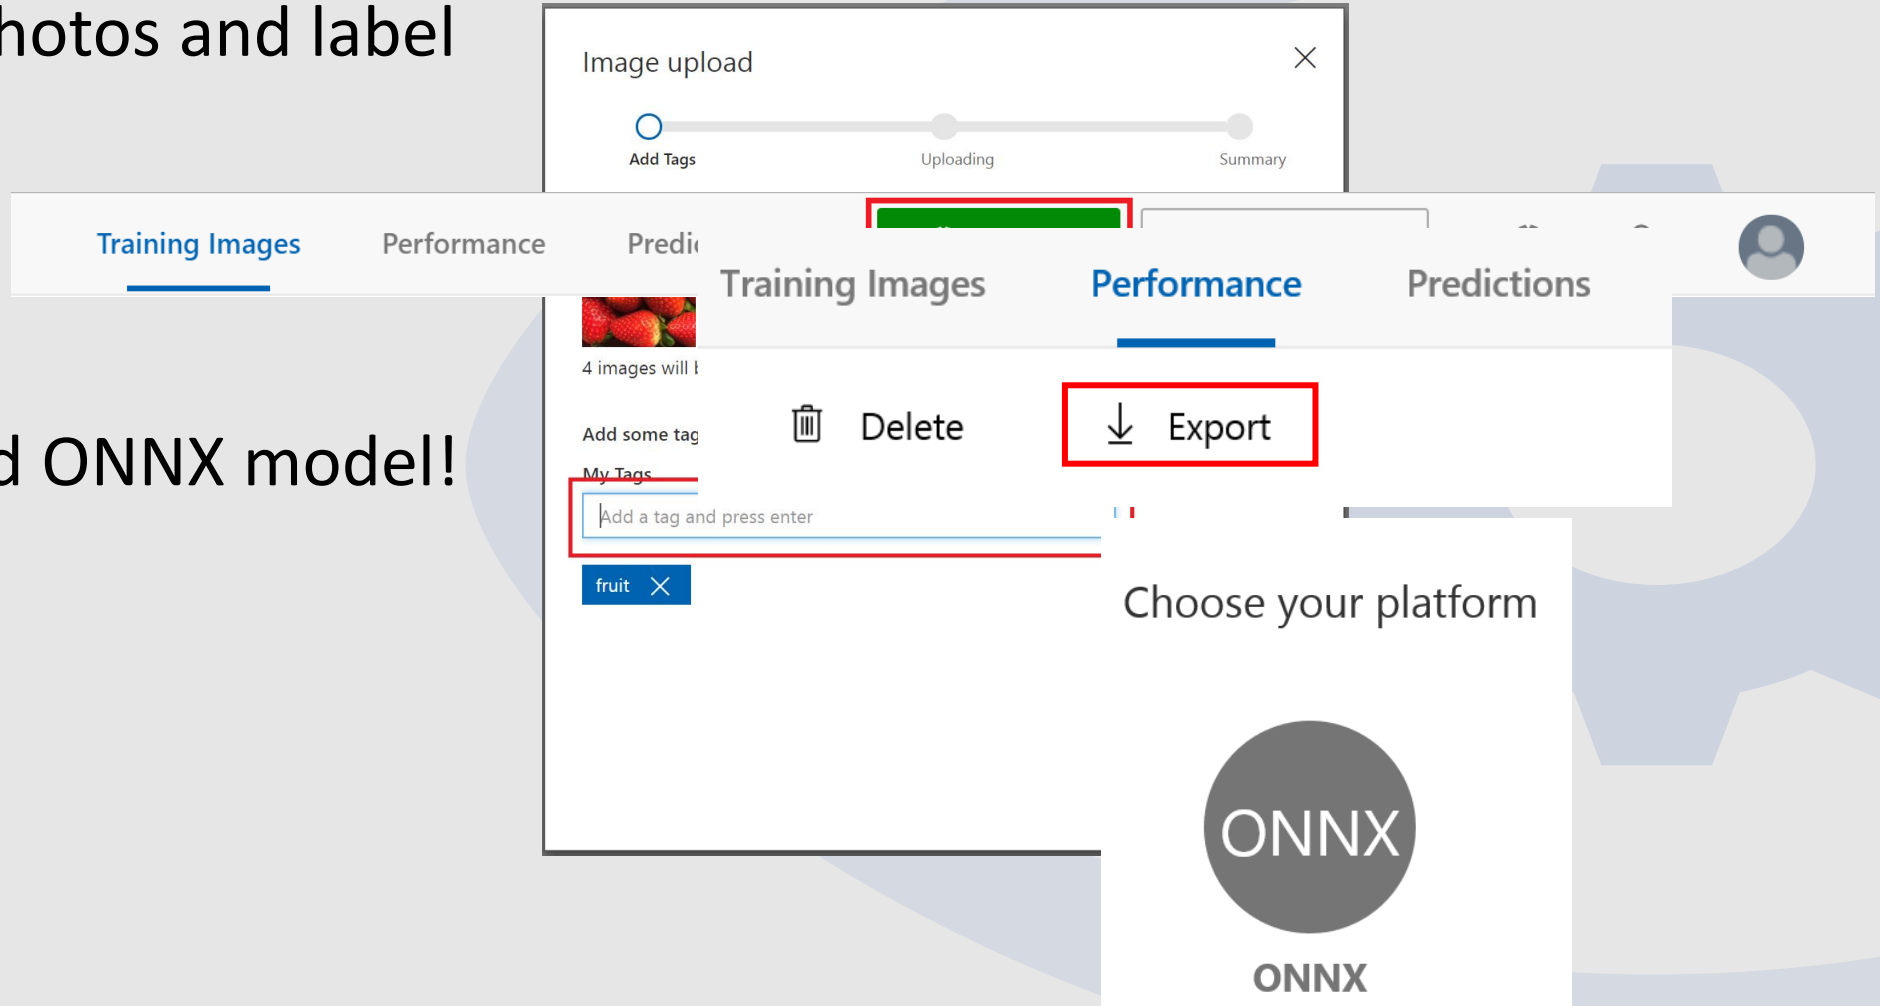 hotos and label
d ONNX model!
Image upload
Add Tags
Uploading
Summary
Training Images
Performance
Training Images
Performance
Predictions
4 images will
Delete
Export
Add some tag
My Tags
Add a tag and press enter
fruit
Choose your platform
ONNX
ONNX